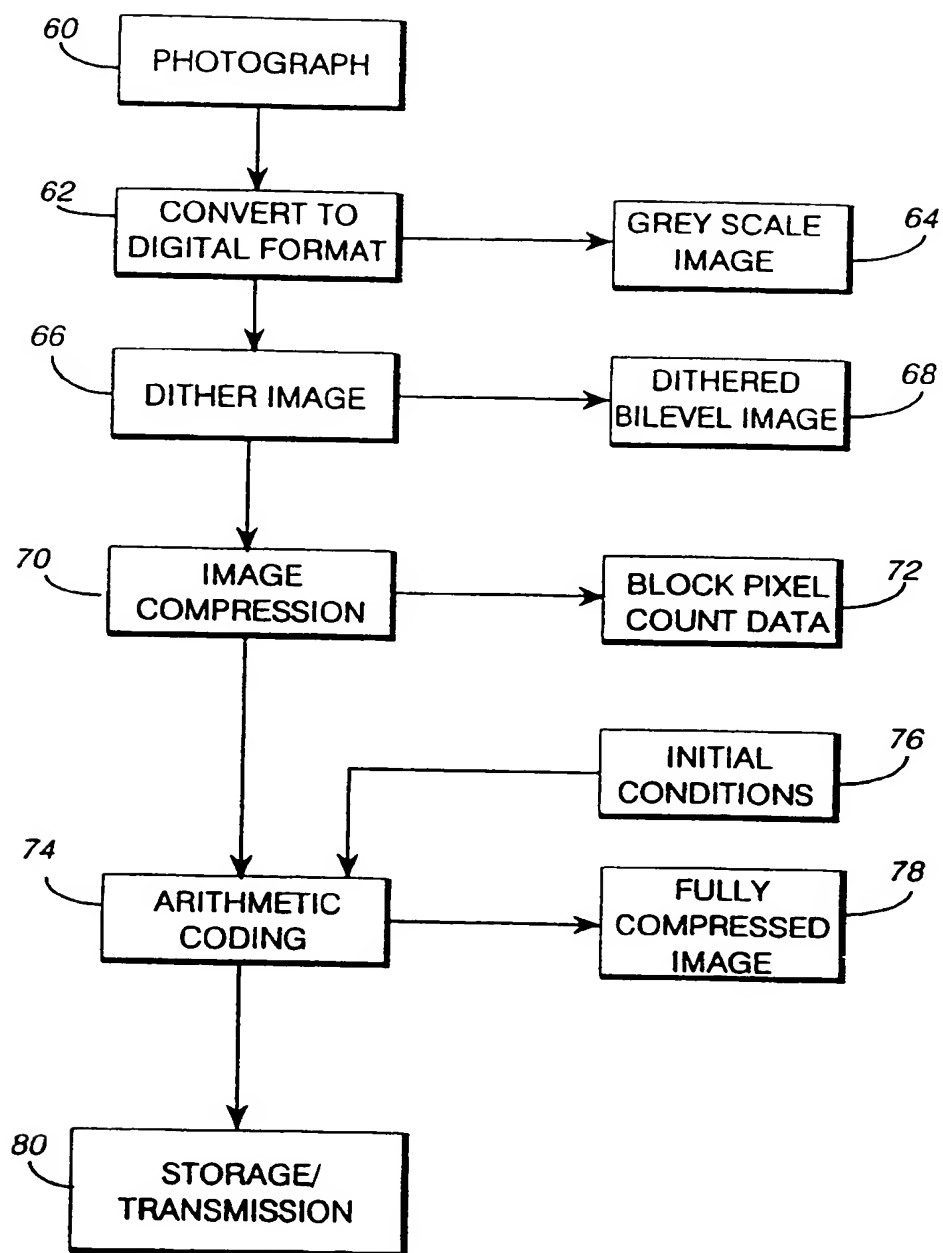 60
PHOTOGRAPH
62
CONVERT TO
DIGITAL FORMAT
GREY SCALE
IMAGE
64
66
DITHER IMAGE
DITHERED
BILEVEL IMAGE
68
70
IMAGE
COMPRESSION
BLOCK PIXEL
COUNT DATA
72
INITIAL
CONDITIONS
76
74
ARITHMETIC
CODING
FULLY
COMPRESSED
IMAGE
78
80
STORAGE/
TRANSMISSION